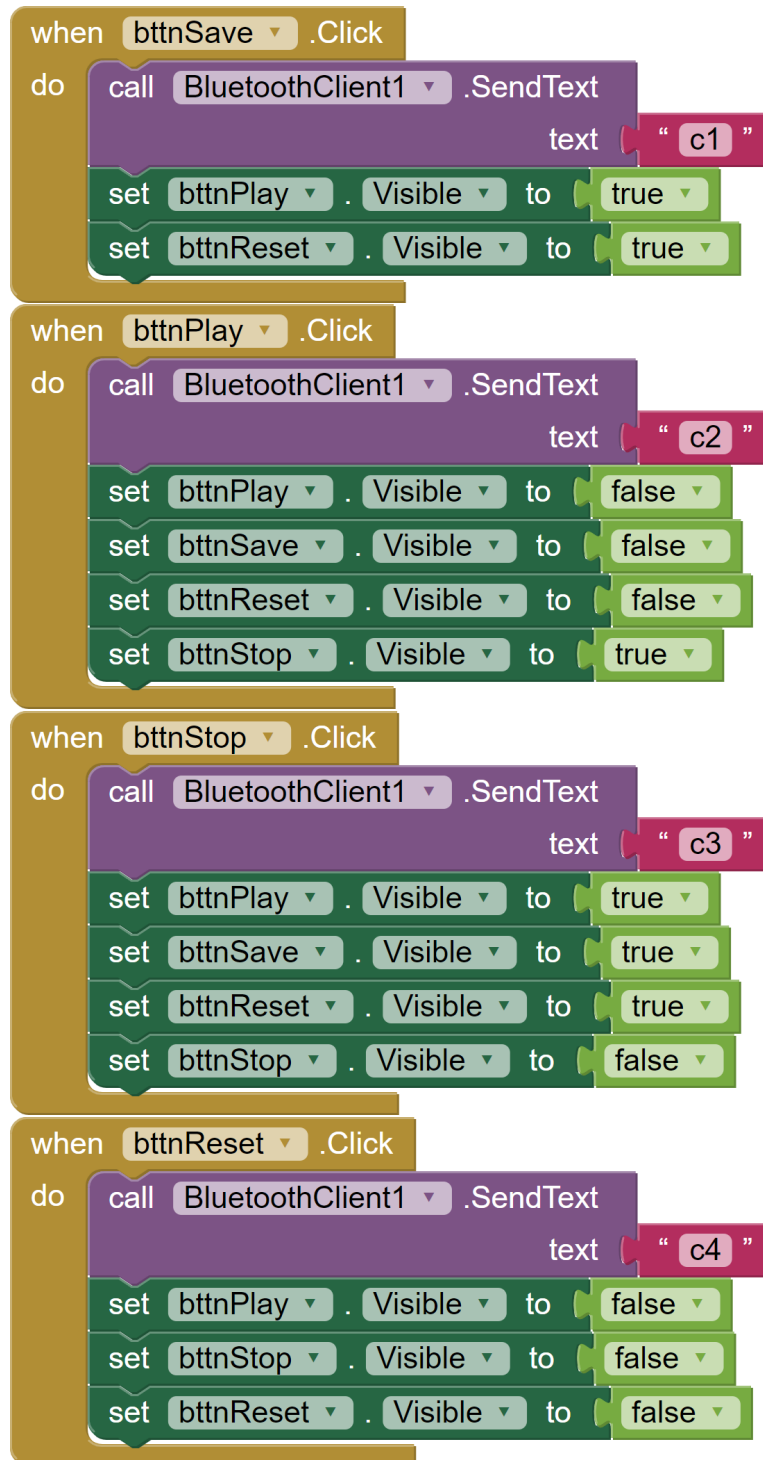 when bttnSave .Click
do call BluetoothClient1 .SendText
text “ c1 ”
set bttnPlay . Visible to true
set bttnReset . Visible to true
when bttnPlay .Click
do call BluetoothClient1 .SendText
text “ c2 ”
set bttnPlay . Visible to false
set bttnSave . Visible to false
set bttnReset . Visible to false
set bttnStop . Visible to true
when bttnStop .Click
do call BluetoothClient1 .SendText
text “ c3 ”
set bttnPlay . Visible to true
set bttnSave . Visible to true
set bttnReset . Visible to true
set bttnStop . Visible to false
when bttnReset .Click
do call BluetoothClient1 .SendText
text “ c4 ”
set bttnPlay . Visible to false
set bttnStop . Visible to false
set bttnReset . Visible to false